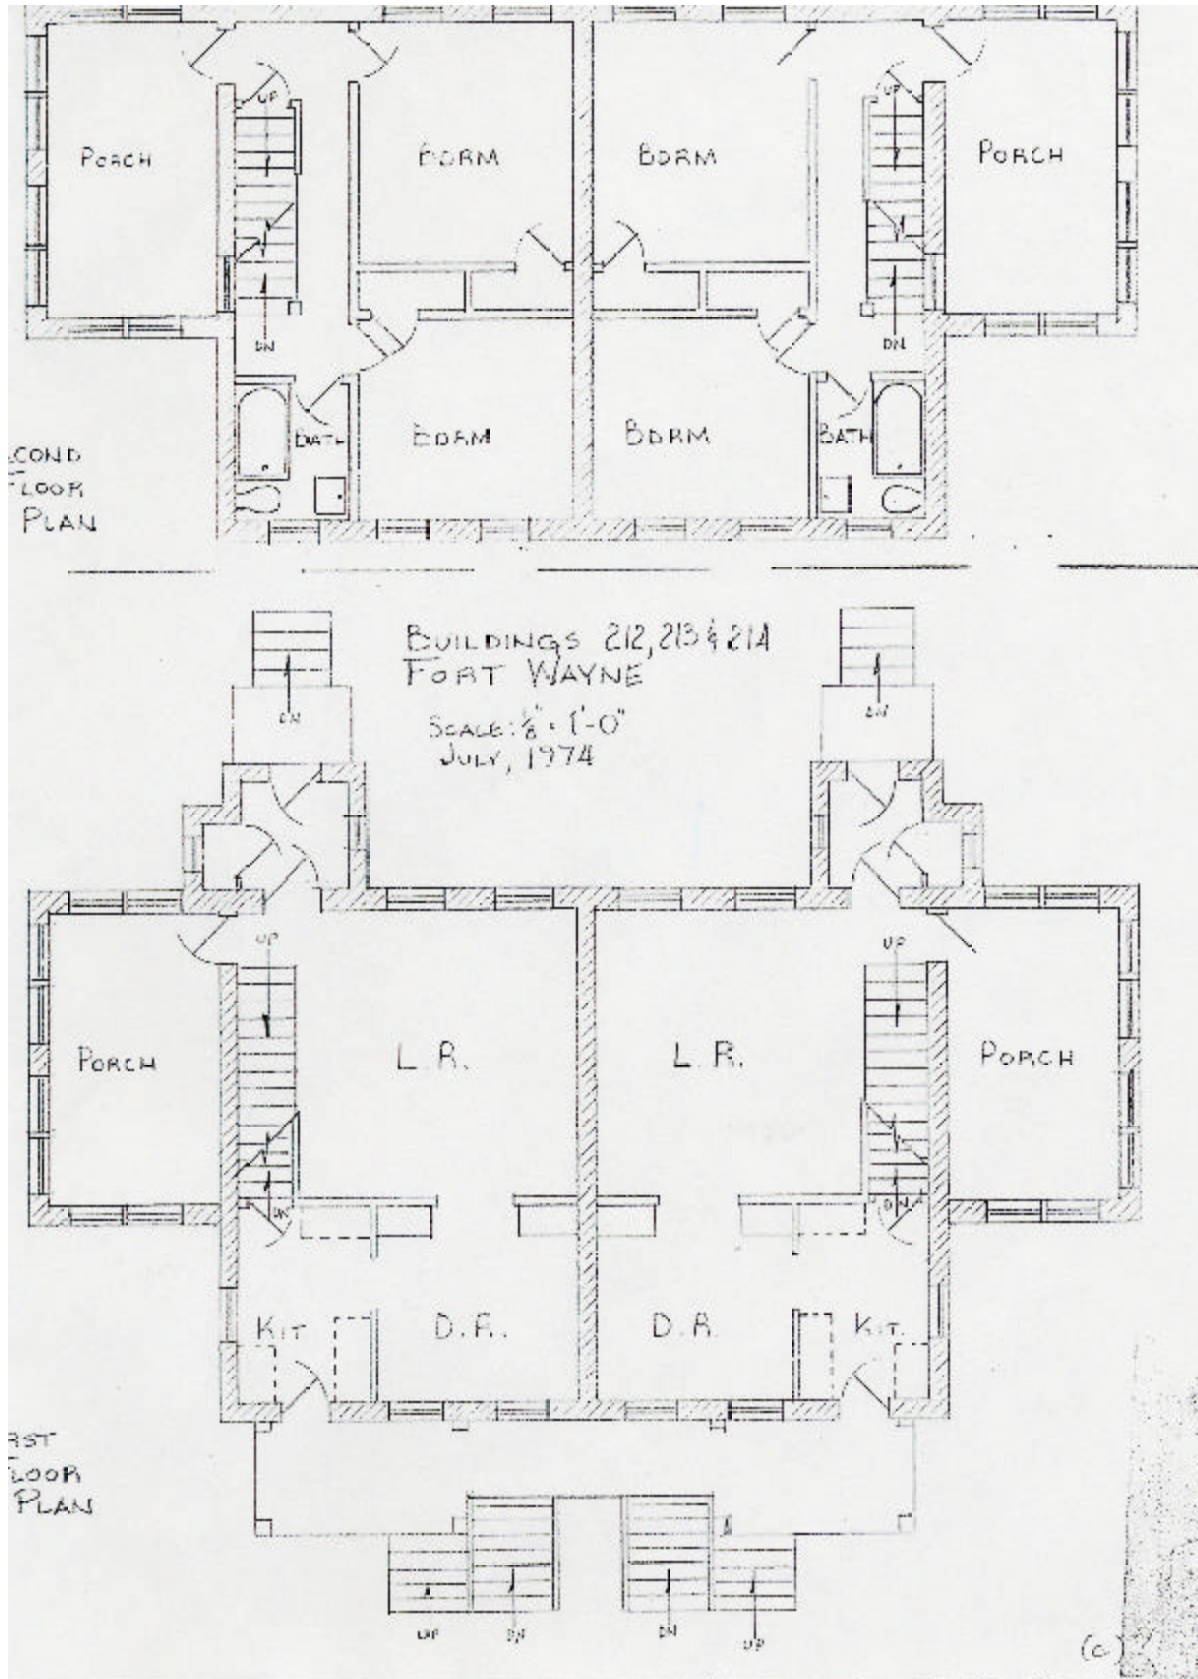 UP
UP
PORCH
BDRM
BDRM
PORCH
DN
DN
BATH
BDRM
BDRM
BATH
COND
FLOOR
PLAN
BUILDINGS 212, 213 & 214
FORT WAYNE
DN
DN
SCALE: 1/8" = 1'-0"
JULY, 1974
UP
UP
PORCH
L.R.
L.R.
PORCH
DN
DN
KIT
D.R.
D.R.
KIT.
RST
FLOOR
PLAN
UP
DN
DN
UP
(c)